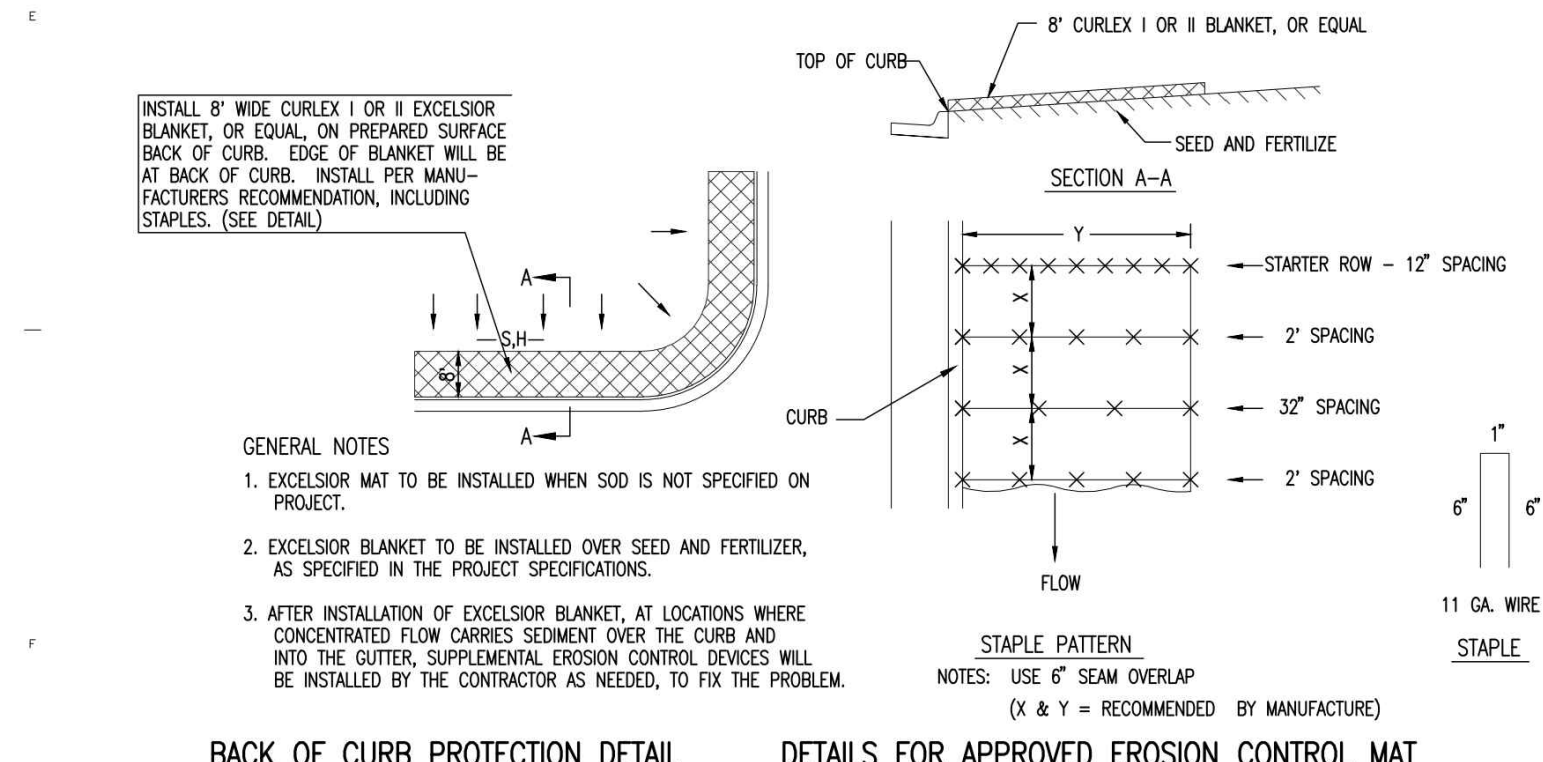 E
8' CURLEX I OR II BLANKET, OR EQUAL
TOP OF CURB
SEED AND FERTILIZE
SECTION A-A
INSTALL 8' WIDE CURLEX I OR II EXCELSIOR
BLANKET, OR EQUAL, ON PREPARED SURFACE
BACK OF CURB. EDGE OF BLANKET WILL BE
AT BACK OF CURB. INSTALL PER MANU-
FACTURERS RECOMMENDATION, INCLUDING
STAPLES. (SEE DETAIL)
A
S,H
8'
A
Y
STARTER ROW - 12" SPACING
X
2' SPACING
X
32" SPACING
X
2' SPACING
CURB
FLOW
1"
6"
6"
11 GA. WIRE
STAPLE
GENERAL NOTES
1. EXCELSIOR MAT TO BE INSTALLED WHEN SOD IS NOT SPECIFIED ON
PROJECT.
2. EXCELSIOR BLANKET TO BE INSTALLED OVER SEED AND FERTILIZER,
AS SPECIFIED IN THE PROJECT SPECIFICATIONS.
3. AFTER INSTALLATION OF EXCELSIOR BLANKET, AT LOCATIONS WHERE
CONCENTRATED FLOW CARRIES SEDIMENT OVER THE CURB AND
INTO THE GUTTER, SUPPLEMENTAL EROSION CONTROL DEVICES WILL
BE INSTALLED BY THE CONTRACTOR AS NEEDED, TO FIX THE PROBLEM.
F
STAPLE PATTERN
NOTES: USE 6" SEAM OVERLAP
(X & Y = RECOMMENDED BY MANUFACTURE)
BACK OF CURB PROTECTION DETAIL
DETAILS FOR APPROVED EROSION CONTROL MAT